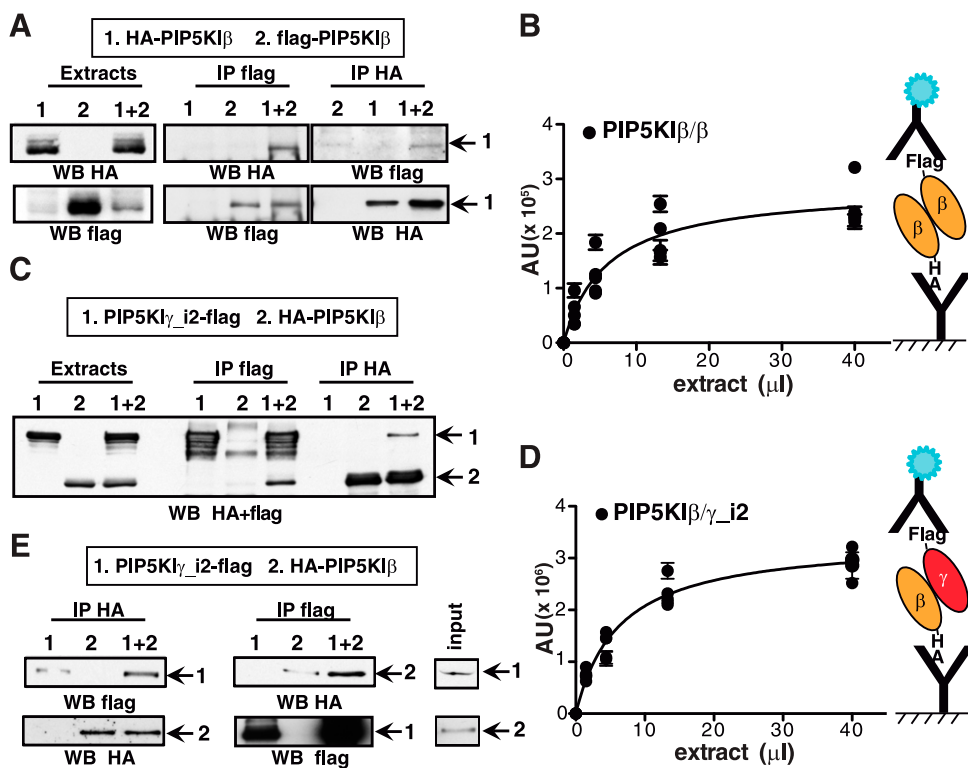 A
1. HA-PIP5KIβ 2. flag-PIP5KIβ
Extracts IP flag IP HA
1 2 1+2 1 2 1+2 2 1 1+2
1
WB HA WB HA WB flag
1
WB flag WB flag WB HA
B
PIP5KIβ/β
AU(x 10⁵)
4
3
2
1
0
0 10 20 30 40
extract (μl)
Flag
β
β
H
A
C
1. PIP5KIγ_i2-flag 2. HA-PIP5KIβ
Extracts IP flag IP HA
1 2 1+2 1 2 1+2 1 2 1+2
1
2
WB HA+flag
D
PIP5KIβ/γ_i2
AU(x 10⁶)
4
3
2
1
0
0 10 20 30 40
extract (μl)
Flag
γ
β
H
A
E
1. PIP5KIγ_i2-flag 2. HA-PIP5KIβ
IP HA IP flag input
1 2 1+2 1 2 1+2
1 2 1
WB flag WB HA
2 1 2
WB HA WB flag